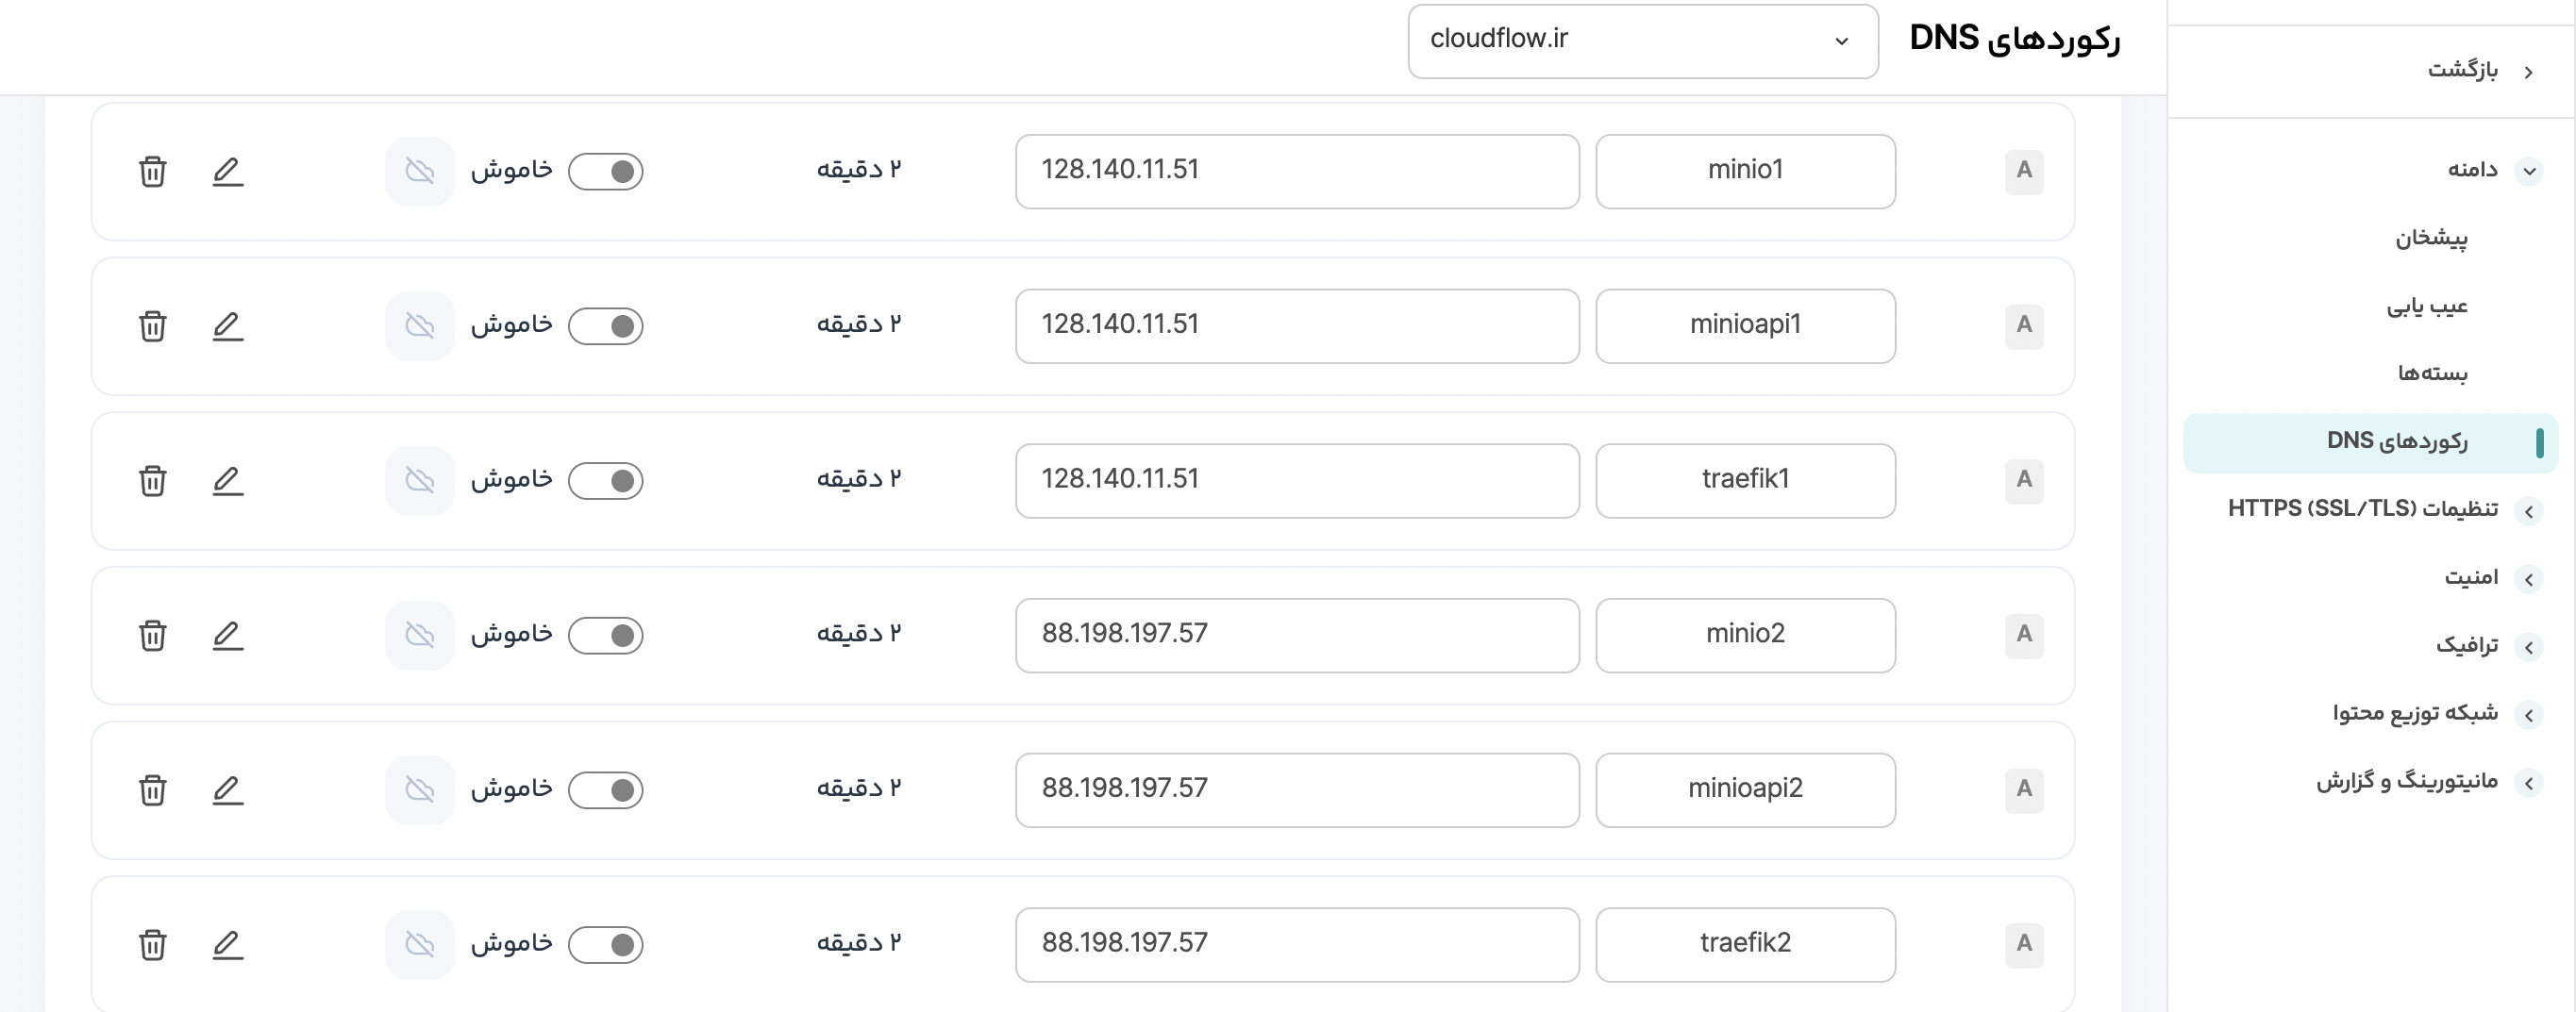 رکوردهای DNS
cloudflow.ir
بازگشت
دامنه
پیشخان
عیب یابی
بسته‌ها
رکوردهای DNS
تنظیمات HTTPS (SSL/TLS)
امنیت
ترافیک
شبکه توزیع محتوا
مانیتورینگ و گزارش
A minio1 128.140.11.51 ۲ دقیقه خاموش
A minioapi1 128.140.11.51 ۲ دقیقه خاموش
A traefik1 128.140.11.51 ۲ دقیقه خاموش
A minio2 88.198.197.57 ۲ دقیقه خاموش
A minioapi2 88.198.197.57 ۲ دقیقه خاموش
A traefik2 88.198.197.57 ۲ دقیقه خاموش